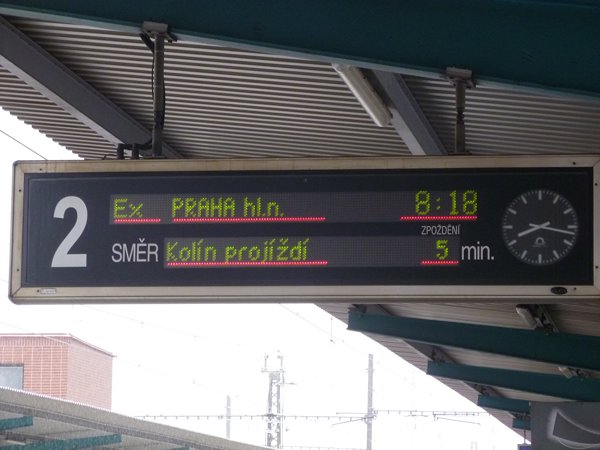 2
Ex PRAHA hl.n. 8:18
ZPOŽDĚNÍ
SMĚR Kolín projíždí 5 min.